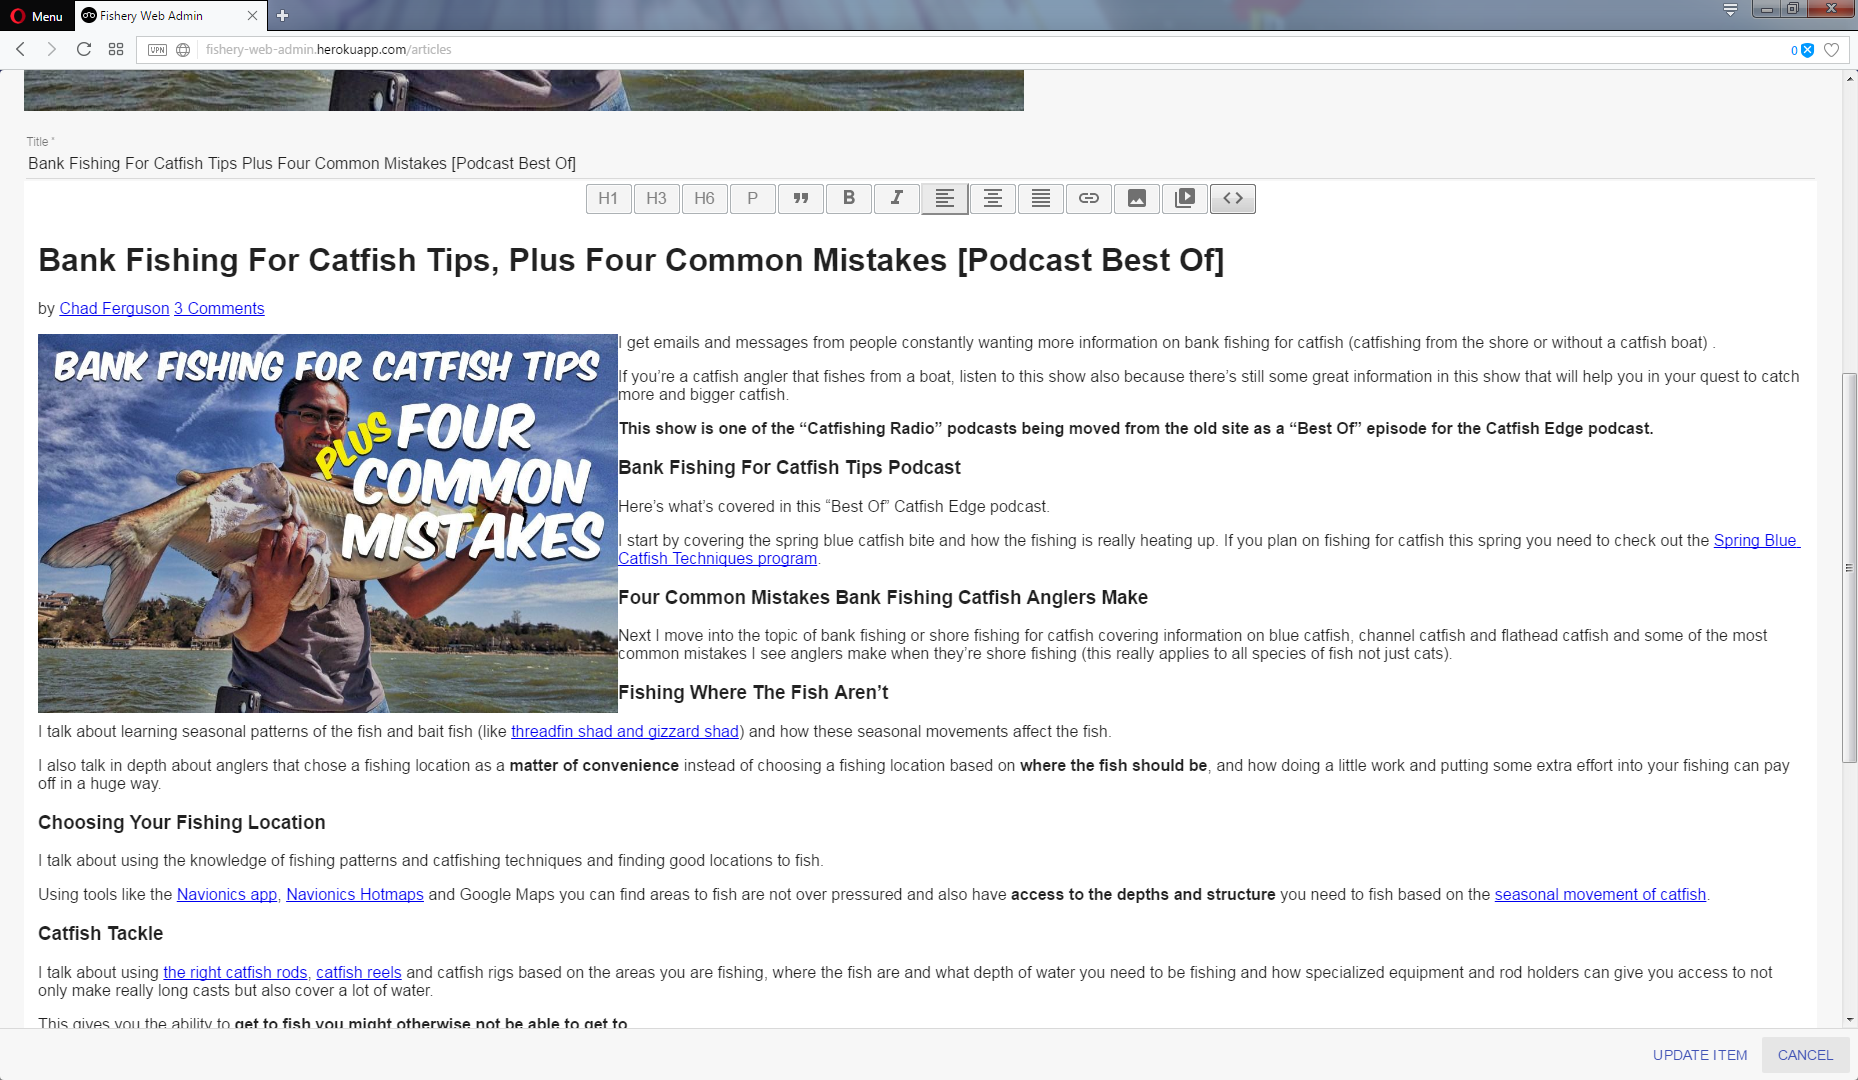 Menu
Fishery Web Admin
VPN
fishery-web-admin.herokuapp.com/articles
0
Title *
Bank Fishing For Catfish Tips Plus Four Common Mistakes [Podcast Best Of]
H1 H3 H6 P B I
Bank Fishing For Catfish Tips, Plus Four Common Mistakes [Podcast Best Of]
by Chad Ferguson 3 Comments
BANK FISHING FOR CATFISH TIPS
PLUS FOUR
COMMON
MISTAKES
I get emails and messages from people constantly wanting more information on bank fishing for catfish (catfishing from the shore or without a catfish boat) .
If you’re a catfish angler that fishes from a boat, listen to this show also because there’s still some great information in this show that will help you in your quest to catch
more and bigger catfish.
This show is one of the “Catfishing Radio” podcasts being moved from the old site as a “Best Of” episode for the Catfish Edge podcast.
Bank Fishing For Catfish Tips Podcast
Here’s what’s covered in this “Best Of” Catfish Edge podcast.
I start by covering the spring blue catfish bite and how the fishing is really heating up. If you plan on fishing for catfish this spring you need to check out the Spring Blue
Catfish Techniques program.
Four Common Mistakes Bank Fishing Catfish Anglers Make
Next I move into the topic of bank fishing or shore fishing for catfish covering information on blue catfish, channel catfish and flathead catfish and some of the most
common mistakes I see anglers make when they’re shore fishing (this really applies to all species of fish not just cats).
Fishing Where The Fish Aren’t
I talk about learning seasonal patterns of the fish and bait fish (like threadfin shad and gizzard shad) and how these seasonal movements affect the fish.
I also talk in depth about anglers that chose a fishing location as a matter of convenience instead of choosing a fishing location based on where the fish should be, and how doing a little work and putting some extra effort into your fishing can pay
off in a huge way.
Choosing Your Fishing Location
I talk about using the knowledge of fishing patterns and catfishing techniques and finding good locations to fish.
Using tools like the Navionics app, Navionics Hotmaps and Google Maps you can find areas to fish are not over pressured and also have access to the depths and structure you need to fish based on the seasonal movement of catfish.
Catfish Tackle
I talk about using the right catfish rods, catfish reels and catfish rigs based on the areas you are fishing, where the fish are and what depth of water you need to be fishing and how specialized equipment and rod holders can give you access to not
only make really long casts but also cover a lot of water.
This gives you the ability to get to fish you might otherwise not be able to get to
UPDATE ITEM
CANCEL